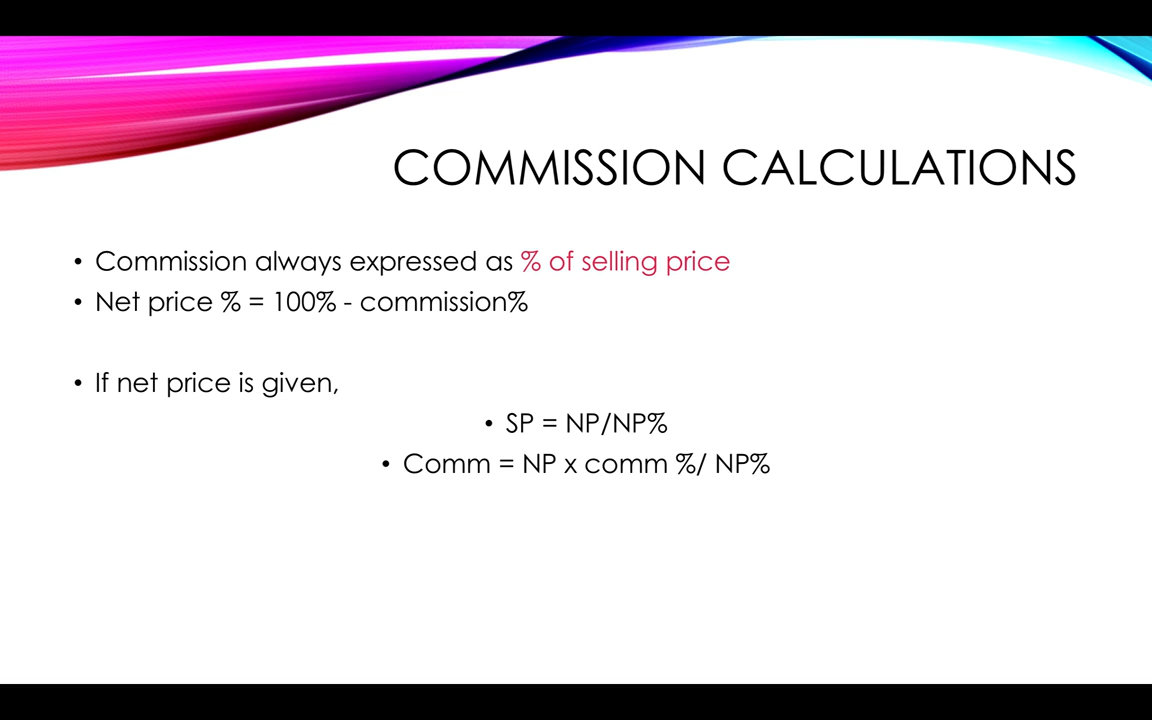 COMMISSION CALCULATIONS
• Commission always expressed as % of selling price
• Net price % = 100% - commission%
• If net price is given,
• SP = NP/NP%
• Comm = NP x comm %/ NP%